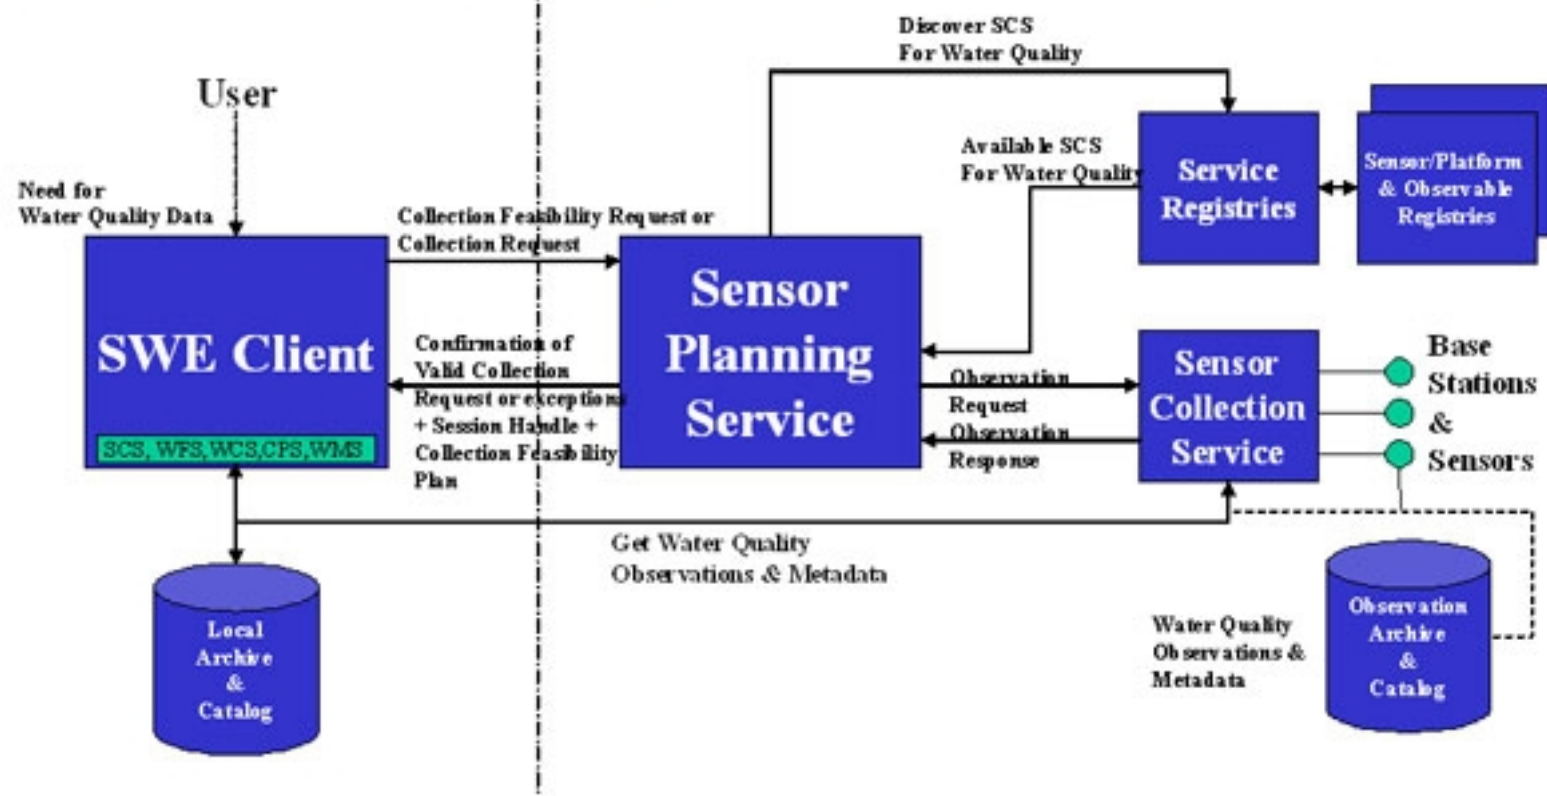 Discover SCS
For Water Quality
User
Available SCS
For Water Quality
Service
Registries
Sensor/Platform
& Observable
Registries
Need for
Water Quality Data
Collection Feasibility Request or
Collection Request
SWE Client
SCS, WFS,WCS,CPS,WMS
Sensor
Planning
Service
Confirmation of
Valid Collection
Request or exceptions
+ Session Handle +
Collection Feasibility
Plan
Observation
Request
Observation
Response
Sensor
Collection
Service
Base
Stations
&
Sensors
Get Water Quality
Observations & Metadata
Local
Archive
&
Catalog
Water Quality
Observations &
Metadata
Observation
Archive
&
Catalog